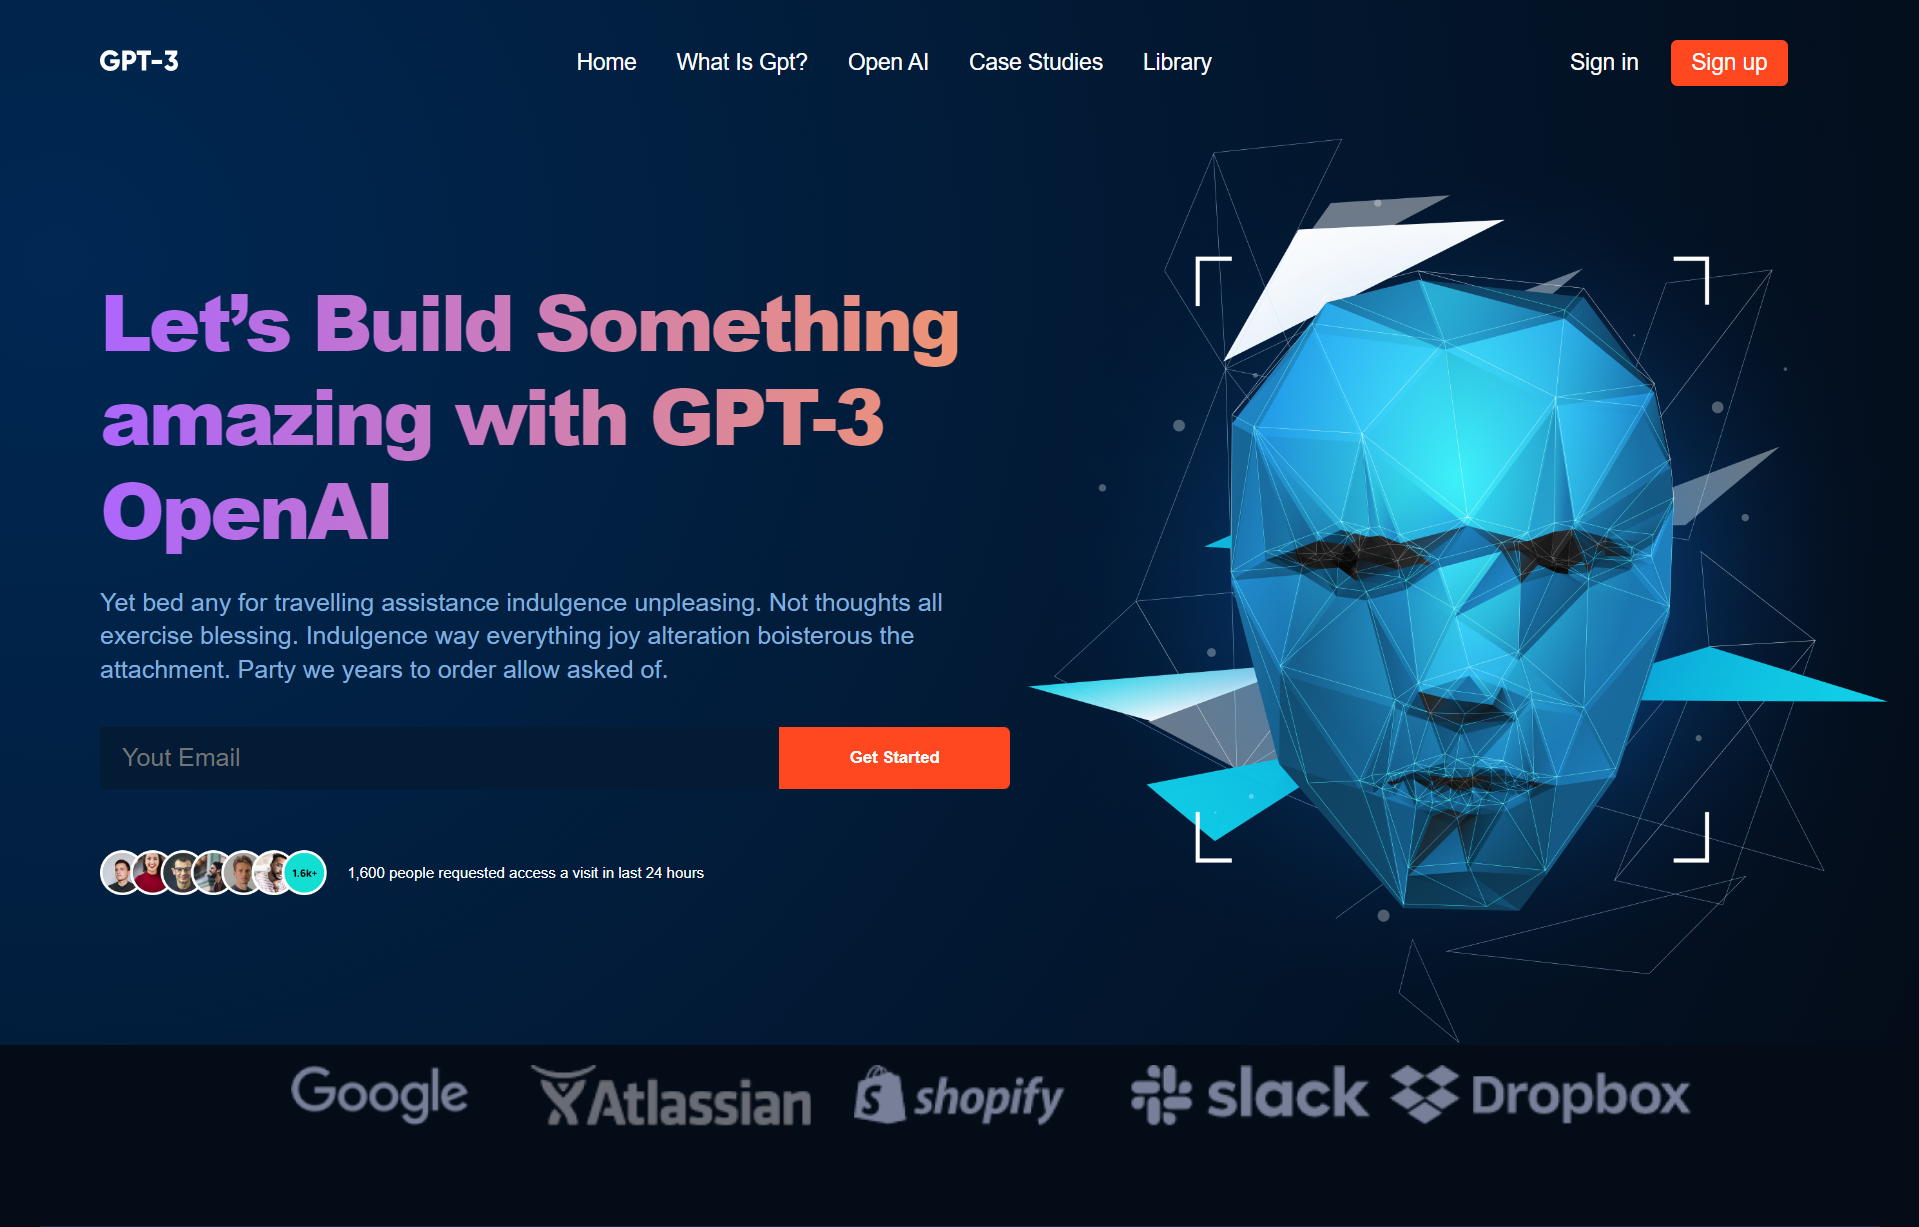 GPT-3
Home What Is Gpt? Open AI Case Studies Library
Sign in Sign up
Let’s Build Something
amazing with GPT-3
OpenAI
Yet bed any for travelling assistance indulgence unpleasing. Not thoughts all
exercise blessing. Indulgence way everything joy alteration boisterous the
attachment. Party we years to order allow asked of.
Yout Email
Get Started
1.6k+
1,600 people requested access a visit in last 24 hours
Google Atlassian shopify slack Dropbox